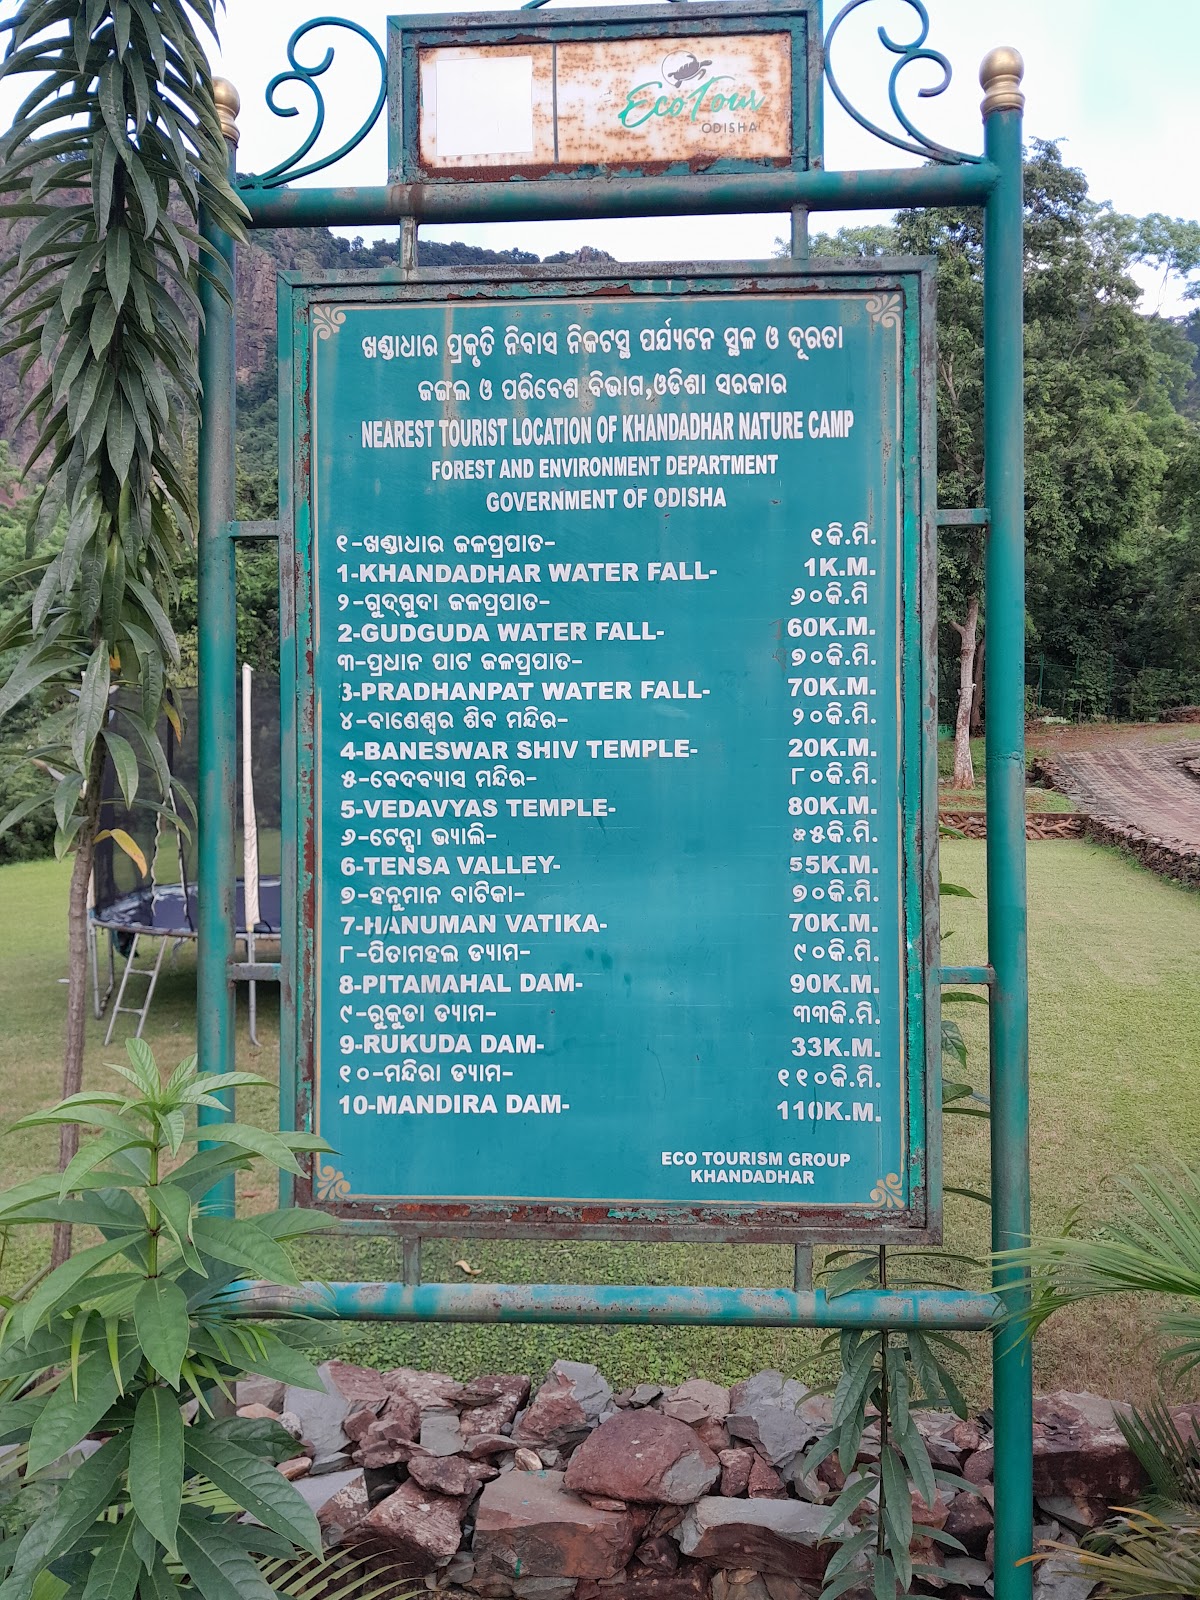 Eco Tour
ODISHA
ଖଣ୍ଡାଧାର ପ୍ରକୃତି ନିବାସ ନିକଟସ୍ଥ ପର୍ଯ୍ୟଟନ ସ୍ଥଳ ଓ ଦୂରତା
ଜଙ୍ଗଲ ଓ ପରିବେଶ ବିଭାଗ,ଓଡିଶା ସରକାର
NEAREST TOURIST LOCATION OF KHANDADHAR NATURE CAMP
FOREST AND ENVIRONMENT DEPARTMENT
GOVERNMENT OF ODISHA
୧-ଖଣ୍ଡାଧାର ଜଳପ୍ରପାତ- ୧କି.ମି.
1-KHANDADHAR WATER FALL- 1K.M.
୨-ଗୁଦ୍‌ଗୁଦା ଜଳପ୍ରପାତ- ୬୦କି.ମି
2-GUDGUDA WATER FALL- 60K.M.
୩-ପ୍ରଧାନ ପାଟ ଜଳପ୍ରପାତ- ୭୦କି.ମି.
3-PRADHANPAT WATER FALL- 70K.M.
୪-ବାଣେଶ୍ୱର ଶିବ ମନ୍ଦିର- ୨୦କି.ମି.
4-BANESWAR SHIV TEMPLE- 20K.M.
୫-ବେଦବ୍ୟାସ ମନ୍ଦିର- ୮୦କି.ମି.
5-VEDAVYAS TEMPLE- 80K.M.
୬-ଟେନ୍ସା ଭ୍ୟାଲି- ୫୫କି.ମି.
6-TENSA VALLEY- 55K.M.
୭-ହନୁମାନ ବାଟିକା- ୭୦କି.ମି.
7-HANUMAN VATIKA- 70K.M.
୮-ପିତାମହଲ ଡ୍ୟାମ- ୯୦କି.ମି.
8-PITAMAHAL DAM- 90K.M.
୯-ରୁକୁଡା ଡ୍ୟାମ- ୩୩କି.ମି.
9-RUKUDA DAM- 33K.M.
୧୦-ମନ୍ଦିରା ଡ୍ୟାମ- ୧୧୦କି.ମି.
10-MANDIRA DAM- 110K.M.
ECO TOURISM GROUP
KHANDADHAR